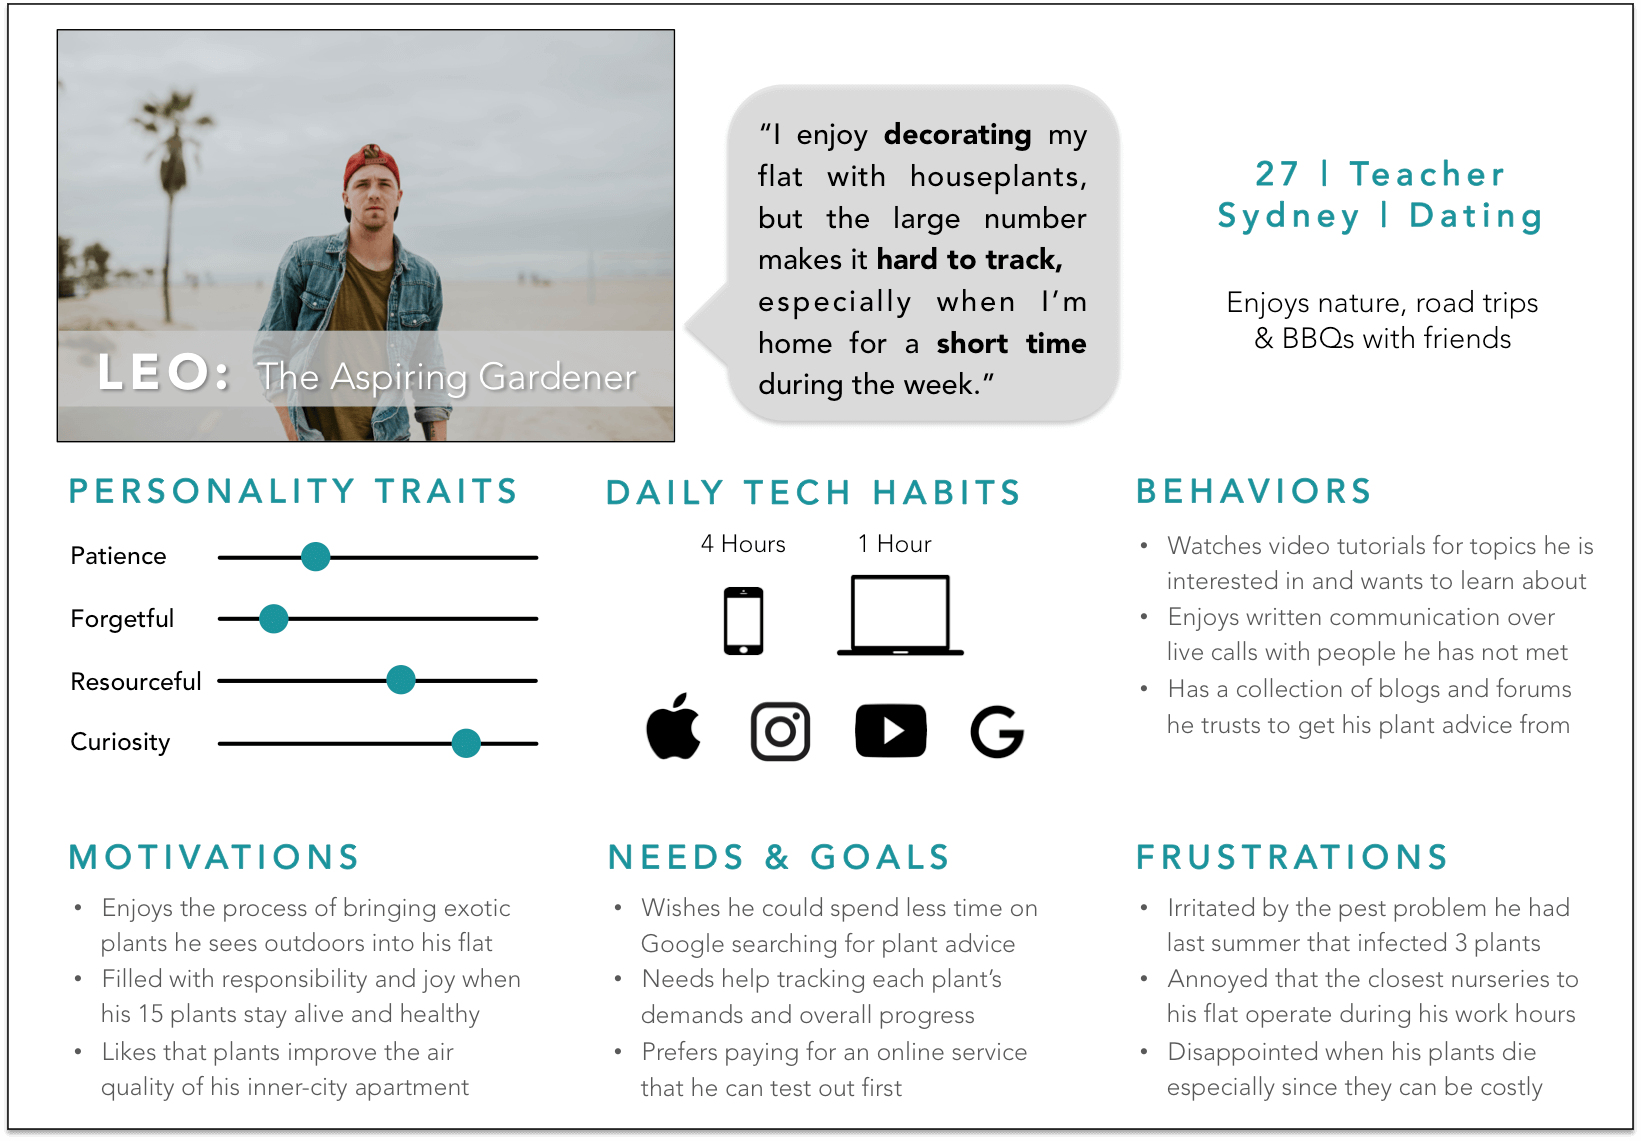 LEO: The Aspiring Gardener
“I enjoy decorating my
flat with houseplants,
but the large number
makes it hard to track,
especially when I’m
home for a short time
during the week.”
27 | Teacher
Sydney | Dating
Enjoys nature, road trips
& BBQs with friends
PERSONALITY TRAITS
Patience
Forgetful
Resourceful
Curiosity
DAILY TECH HABITS
4 Hours
1 Hour
BEHAVIORS
• Watches video tutorials for topics he is
interested in and wants to learn about
• Enjoys written communication over
live calls with people he has not met
• Has a collection of blogs and forums
he trusts to get his plant advice from
MOTIVATIONS
• Enjoys the process of bringing exotic
plants he sees outdoors into his flat
• Filled with responsibility and joy when
his 15 plants stay alive and healthy
• Likes that plants improve the air
quality of his inner-city apartment
NEEDS & GOALS
• Wishes he could spend less time on
Google searching for plant advice
• Needs help tracking each plant’s
demands and overall progress
• Prefers paying for an online service
that he can test out first
FRUSTRATIONS
• Irritated by the pest problem he had
last summer that infected 3 plants
• Annoyed that the closest nurseries to
his flat operate during his work hours
• Disappointed when his plants die
especially since they can be costly